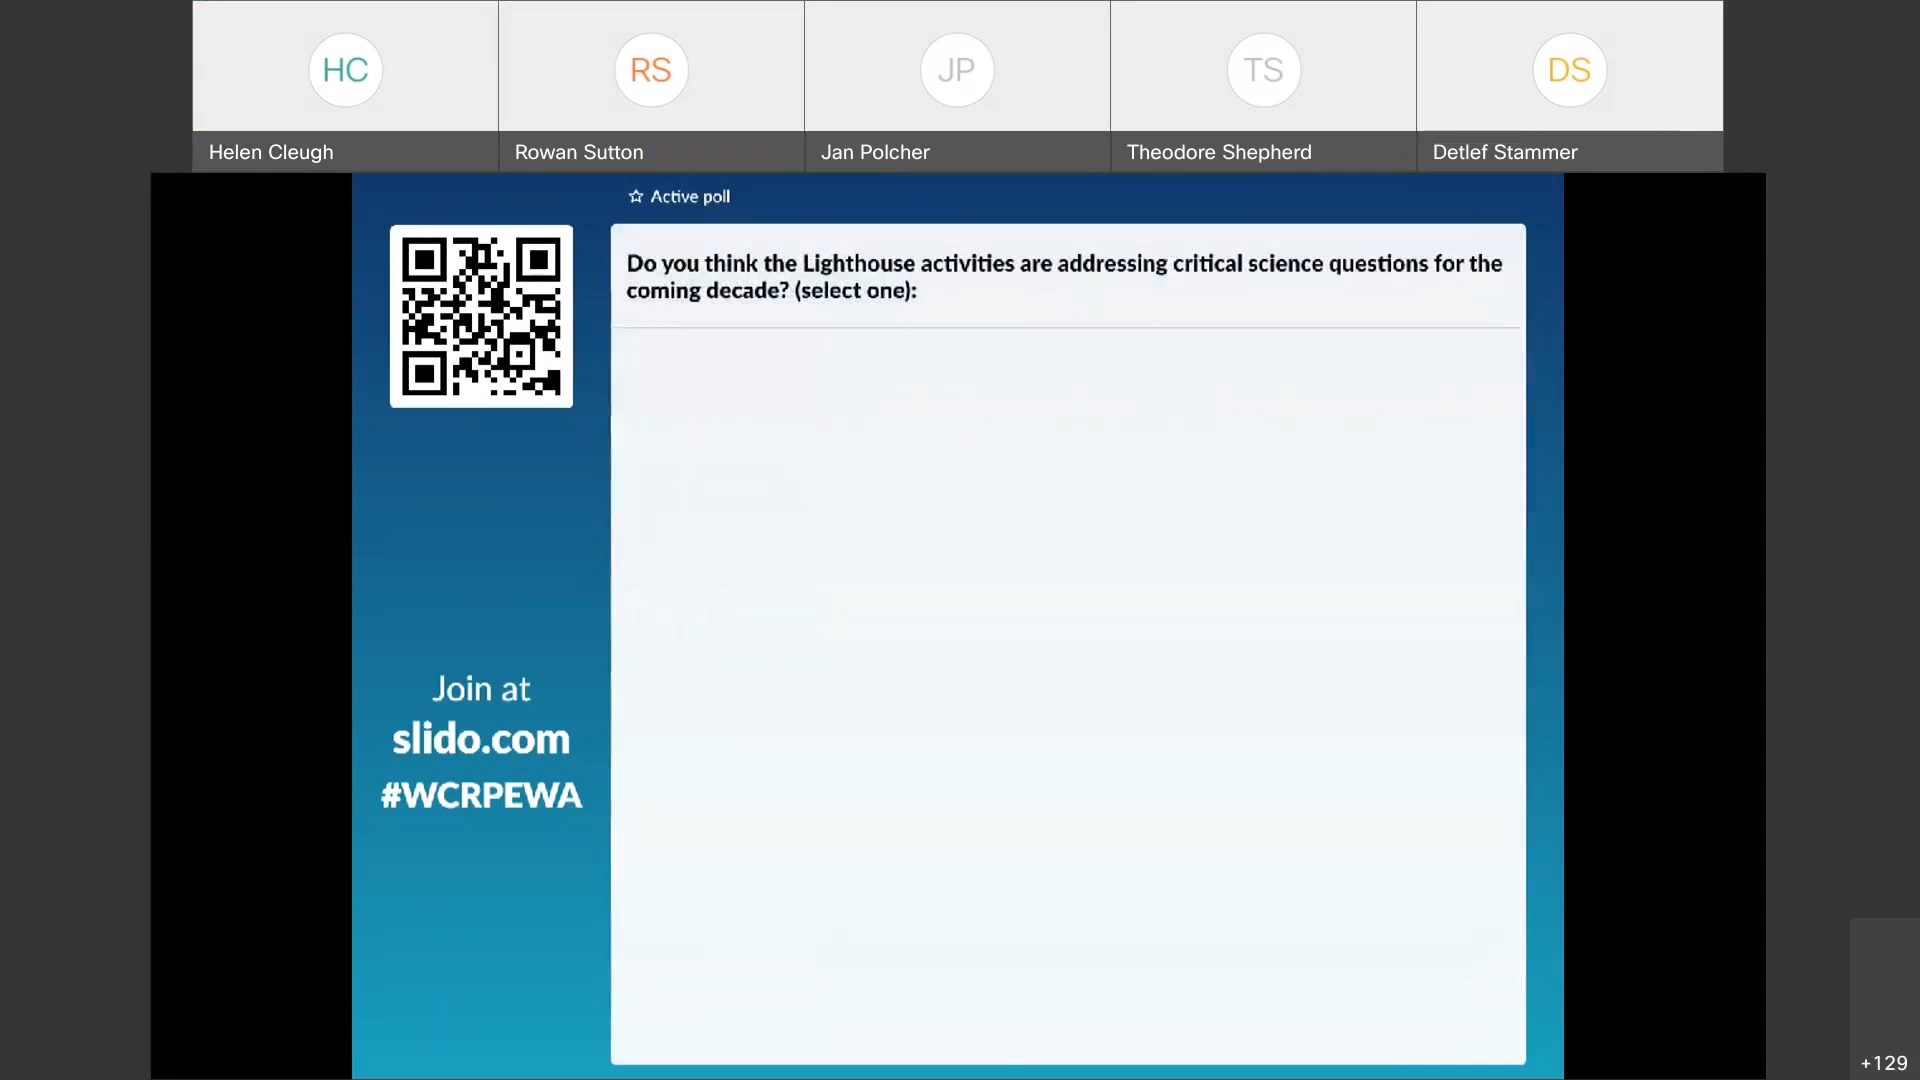 HC
RS
JP
TS
DS
Helen Cleugh
Rowan Sutton
Jan Polcher
Theodore Shepherd
Detlef Stammer
Active poll
Do you think the Lighthouse activities are addressing critical science questions for the
coming decade? (select one):
Join at
slido.com
#WCRPEWA
+129